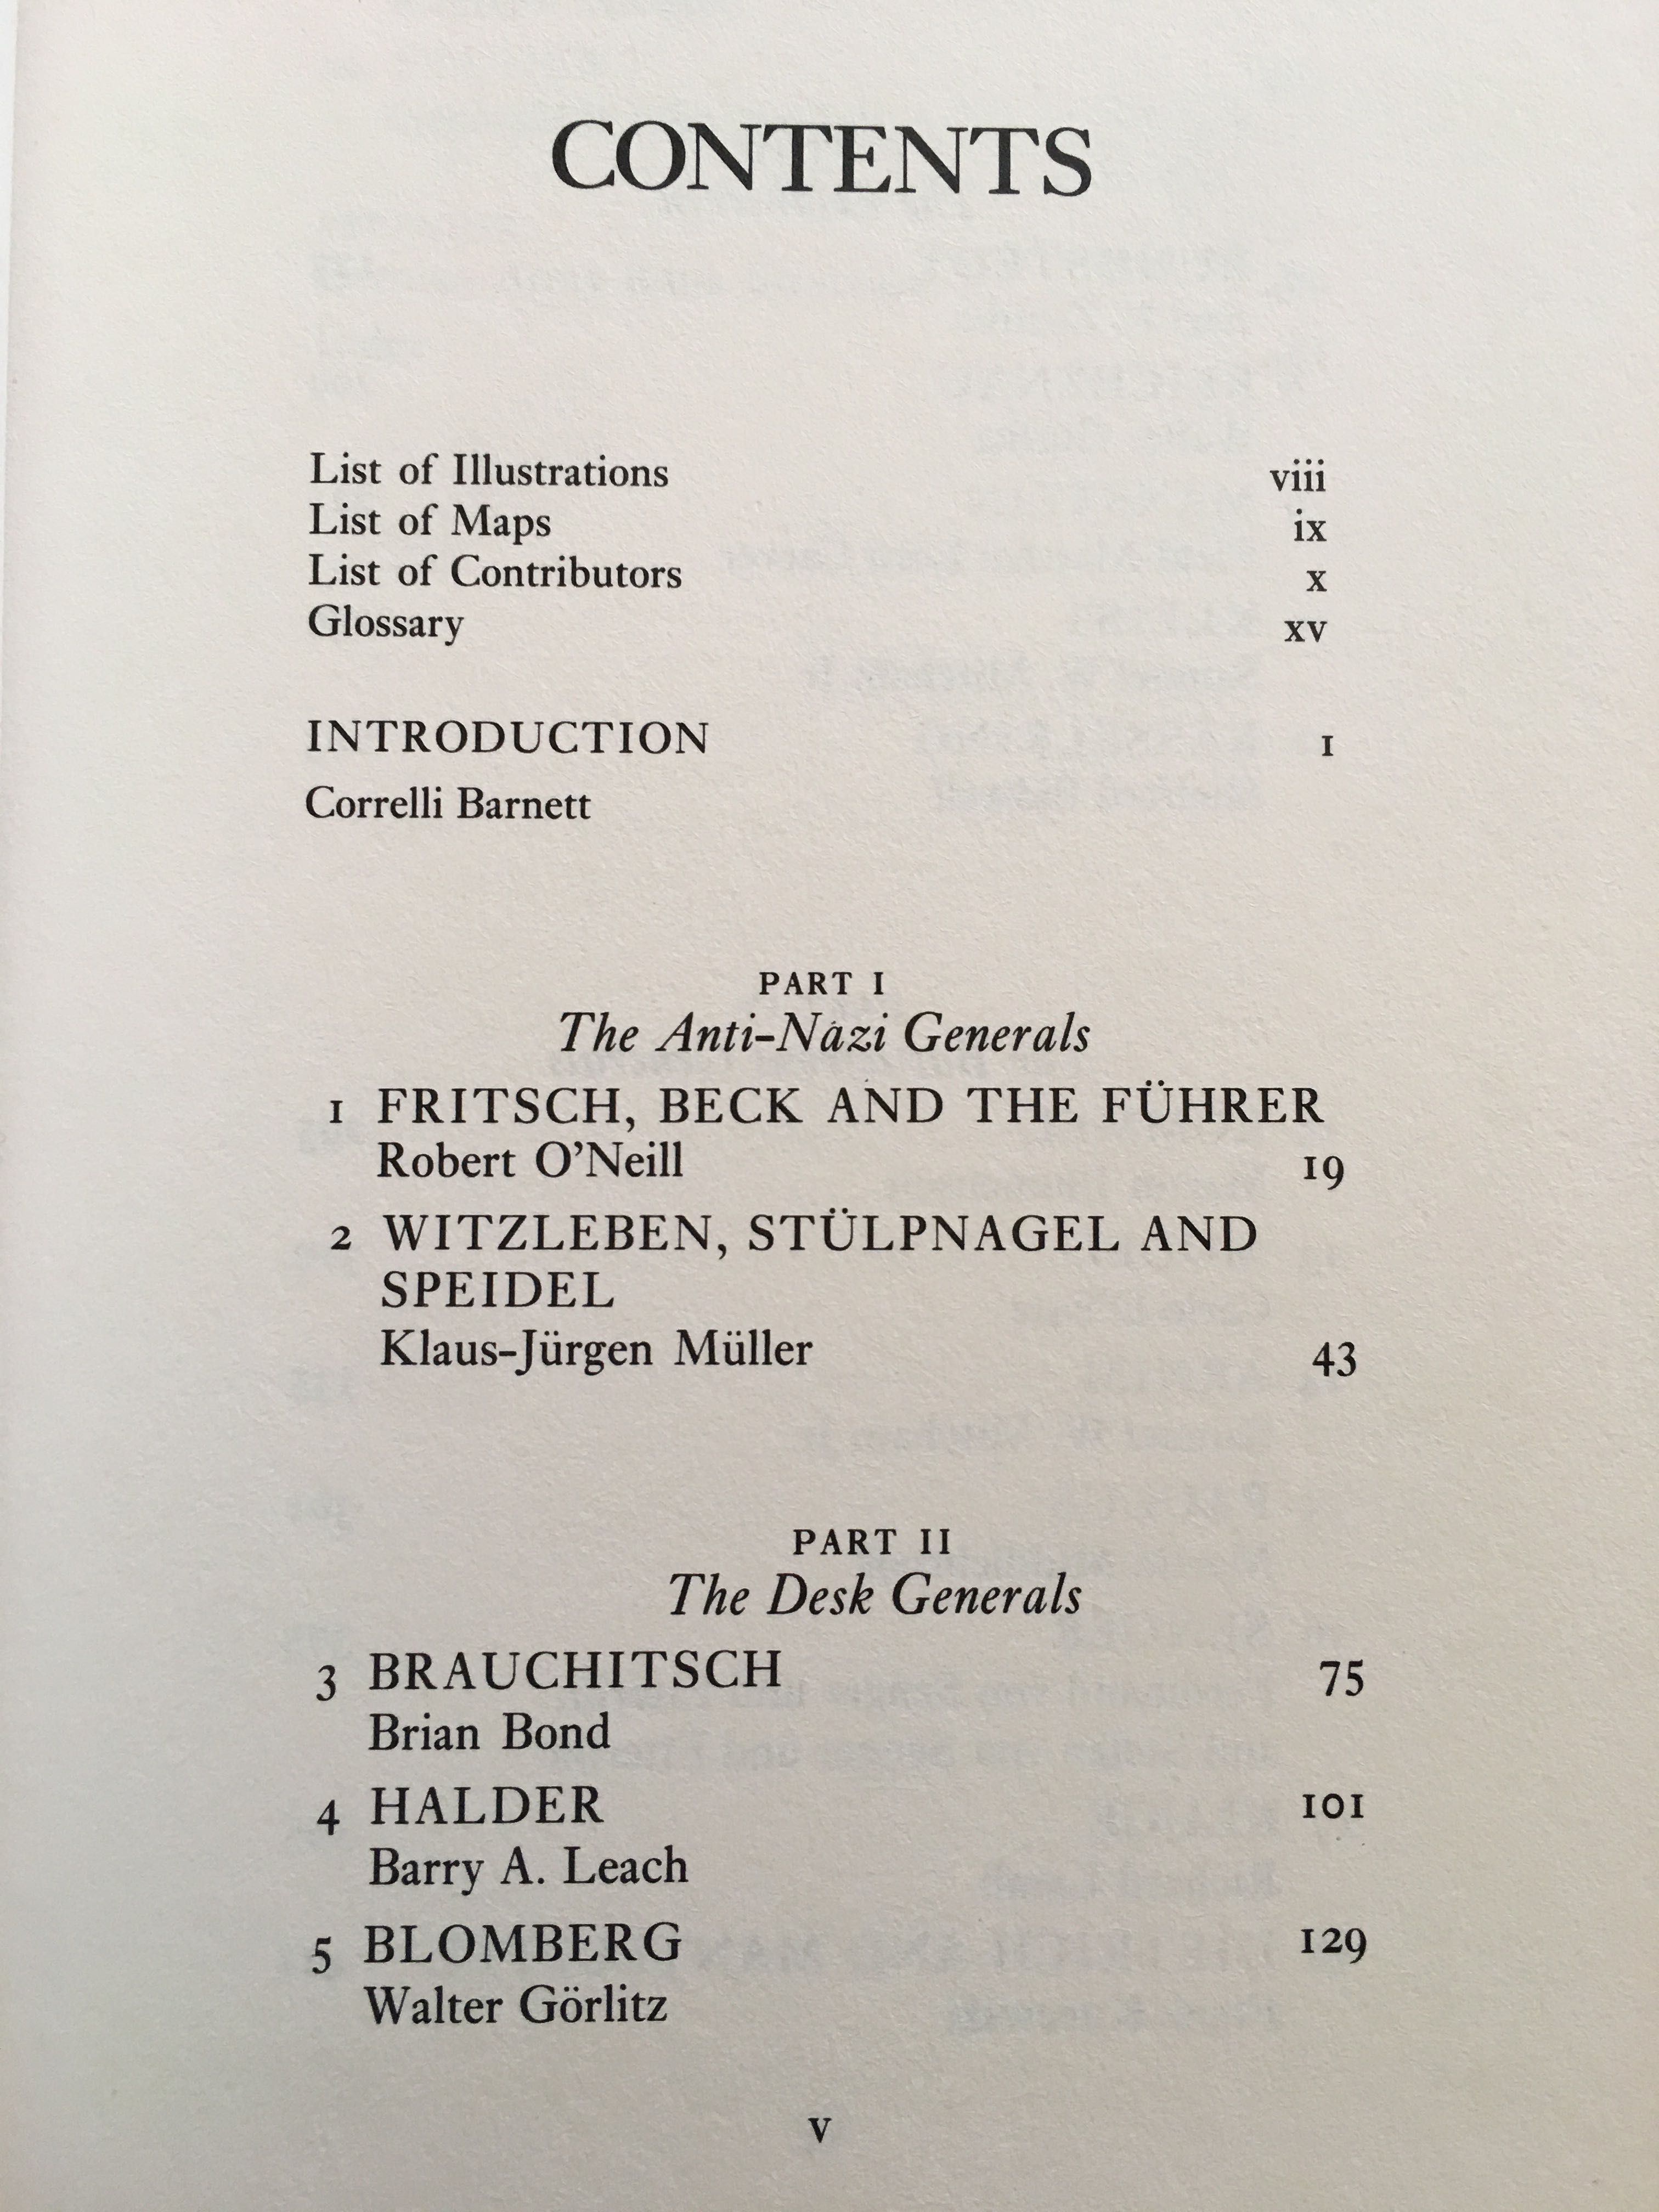 CONTENTS
List of Illustrations viii
List of Maps ix
List of Contributors x
Glossary xv
INTRODUCTION 1
Correlli Barnett
PART I
The Anti-Nazi Generals
1 FRITSCH, BECK AND THE FÜHRER
Robert O'Neill 19
2 WITZLEBEN, STÜLPNAGEL AND
SPEIDEL
Klaus-Jürgen Müller 43
PART II
The Desk Generals
3 BRAUCHITSCH 75
Brian Bond
4 HALDER 101
Barry A. Leach
5 BLOMBERG 129
Walter Görlitz
v